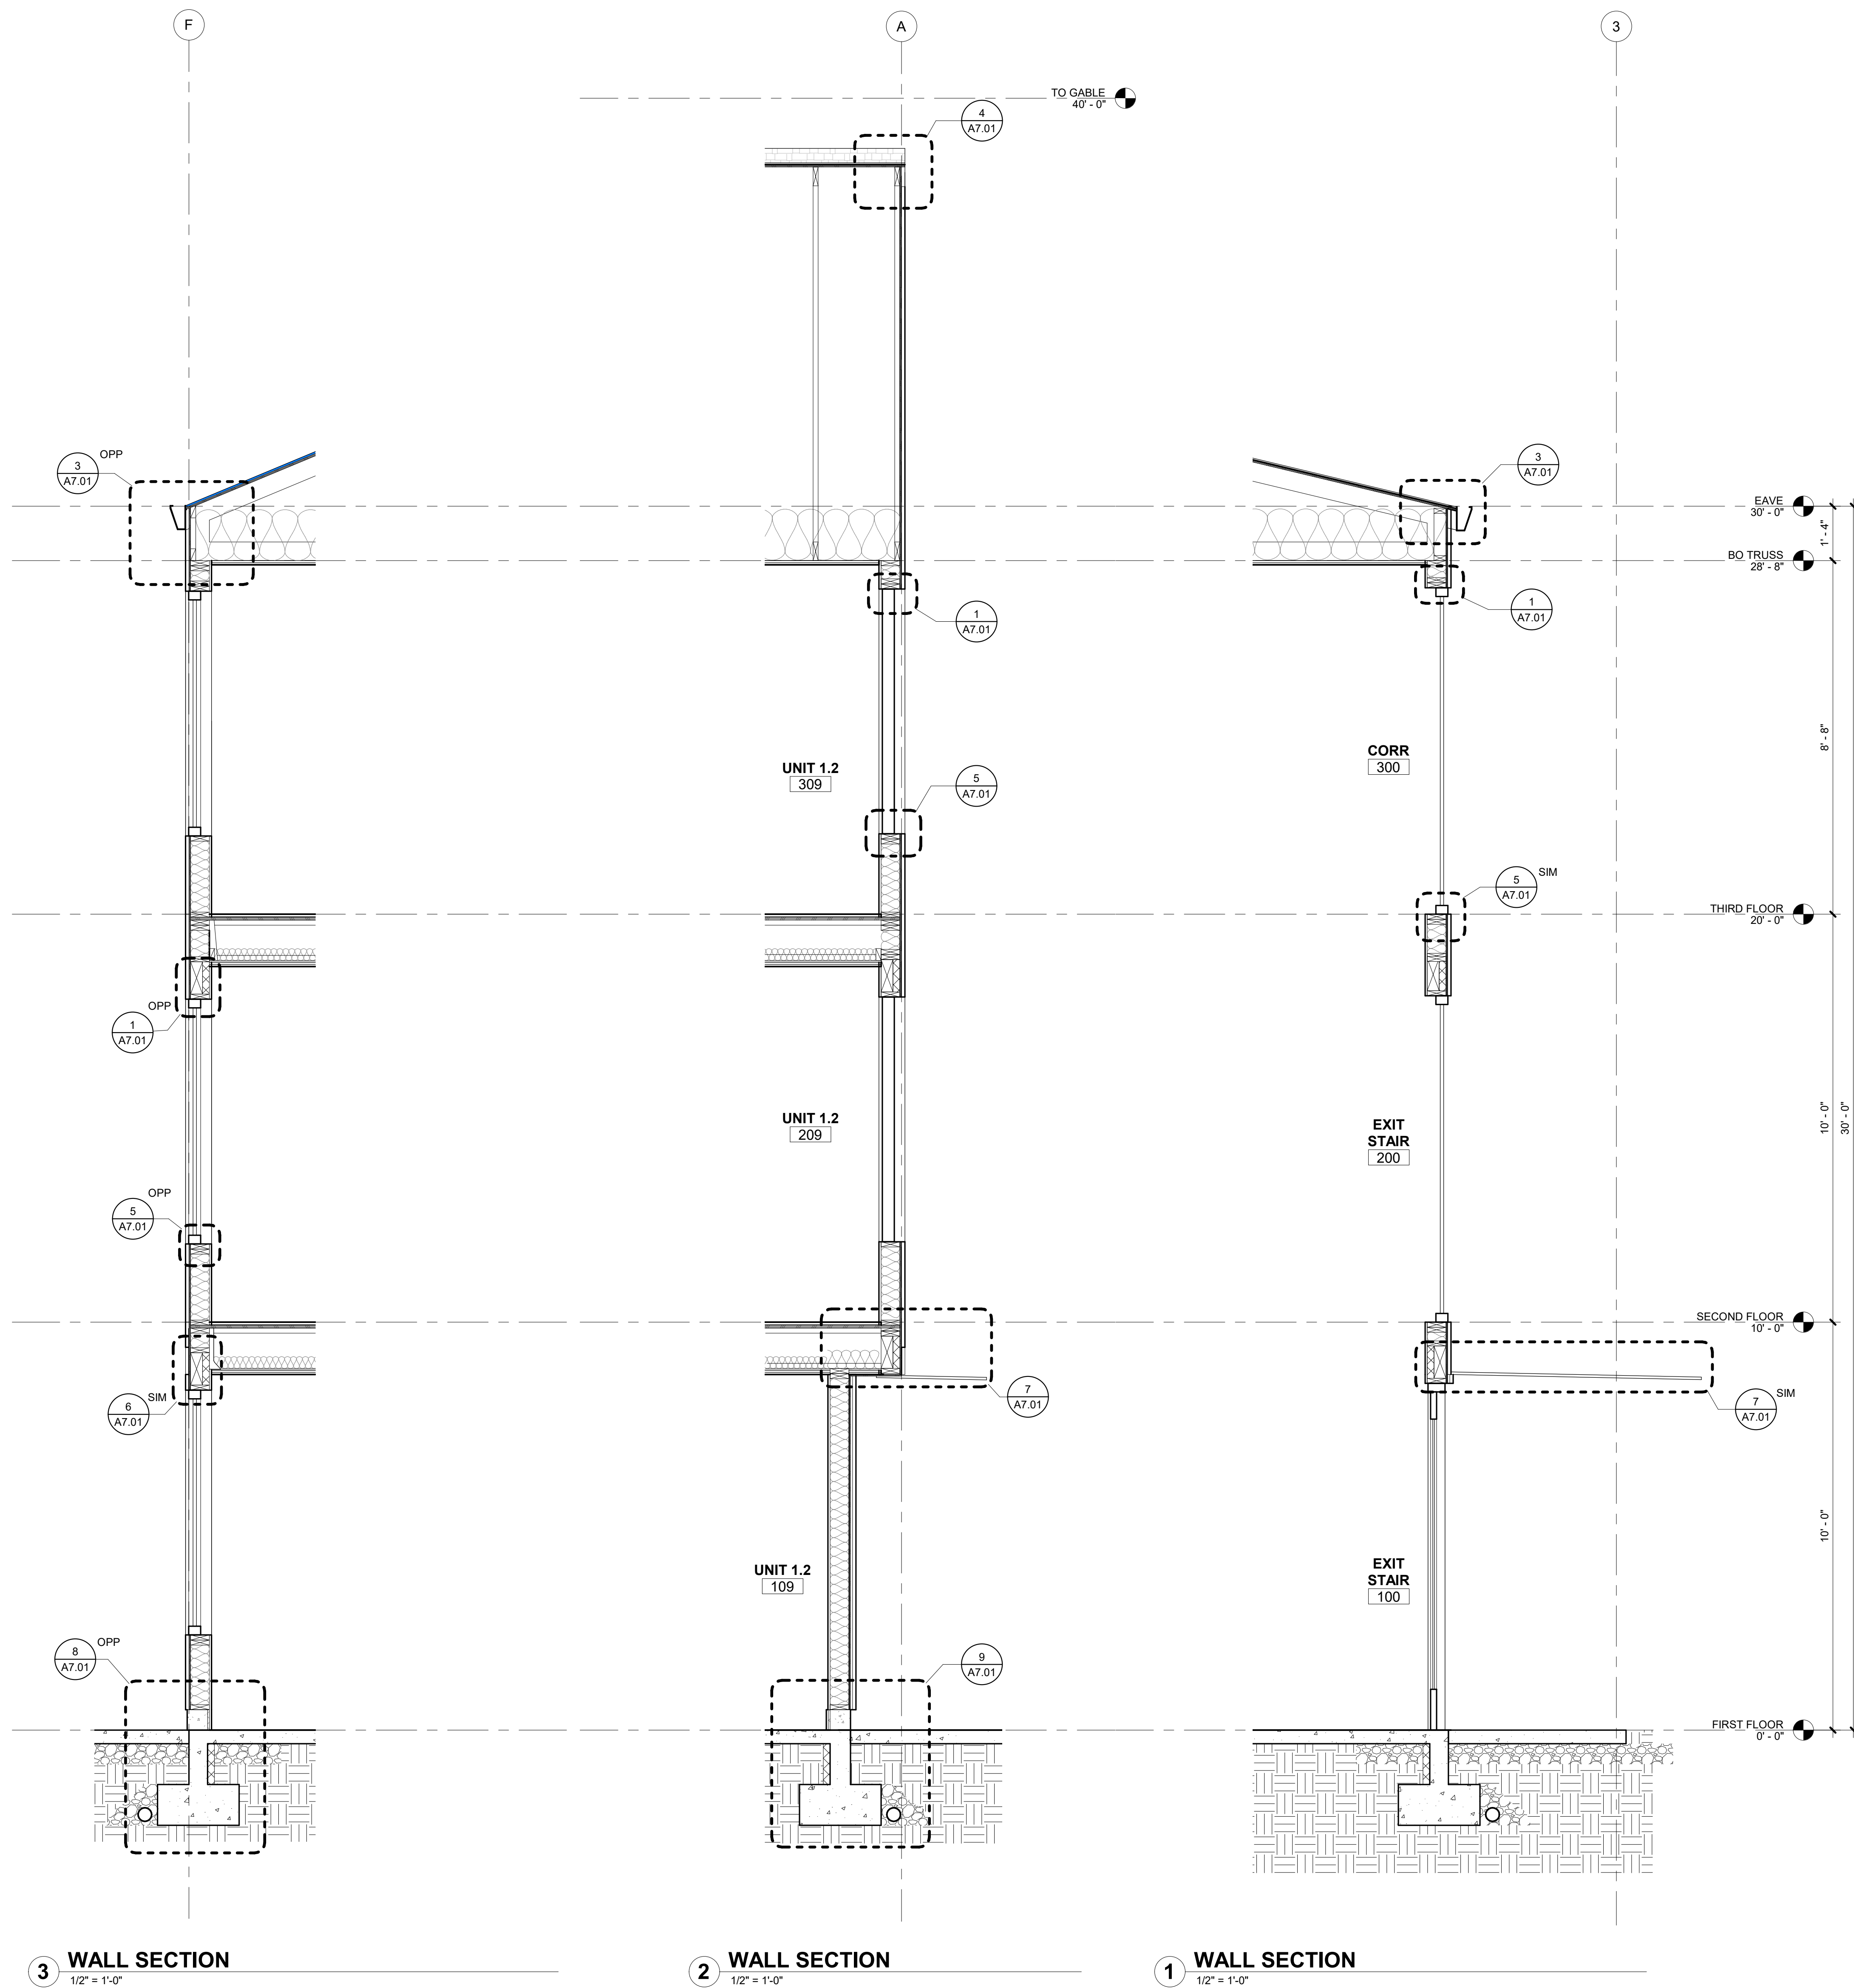 F
A
3
TO GABLE
40' - 0"
4
A7.01
3
A7.01
OPP
3
A7.01
EAVE
30' - 0"
1' - 4"
BO TRUSS
28' - 8"
1
A7.01
1
A7.01
8' - 8"
UNIT 1.2
309
CORR
300
5
A7.01
5
A7.01
SIM
THIRD FLOOR
20' - 0"
1
A7.01
OPP
UNIT 1.2
209
EXIT
STAIR
200
10' - 0"
30' - 0"
5
A7.01
OPP
SECOND FLOOR
10' - 0"
6
A7.01
SIM
7
A7.01
7
A7.01
SIM
10' - 0"
UNIT 1.2
109
EXIT
STAIR
100
8
A7.01
OPP
9
A7.01
FIRST FLOOR
0' - 0"
3
WALL SECTION
1/2" = 1'-0"
2
WALL SECTION
1/2" = 1'-0"
1
WALL SECTION
1/2" = 1'-0"